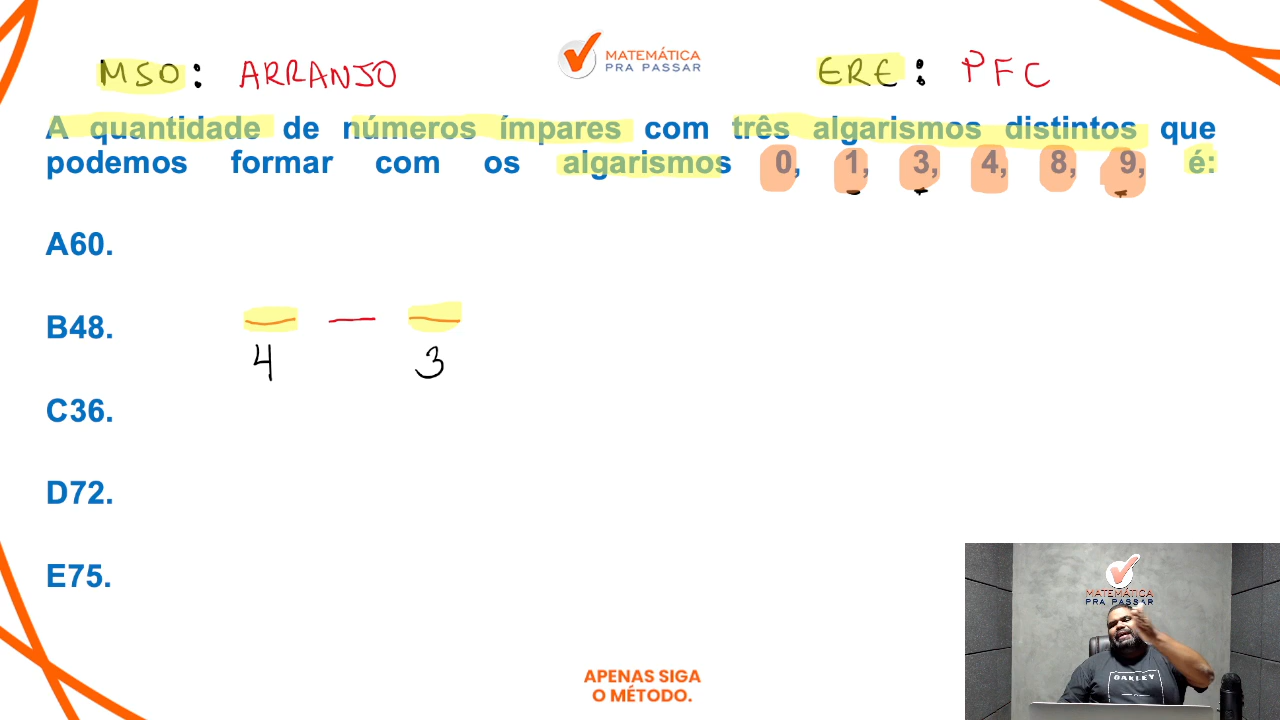 MSO: ARRANJO
MATEMÁTICA
PRA PASSAR
ERE: PFC
A quantidade de números ímpares com três algarismos distintos que
podemos formar com os algarismos 0, 1, 3, 4, 8, 9, é:
A60.
B48.
4 3
C36.
D72.
E75.
MATEMÁTICA
PRA PASSAR
OAKLEY
APENAS SIGA
O MÉTODO.